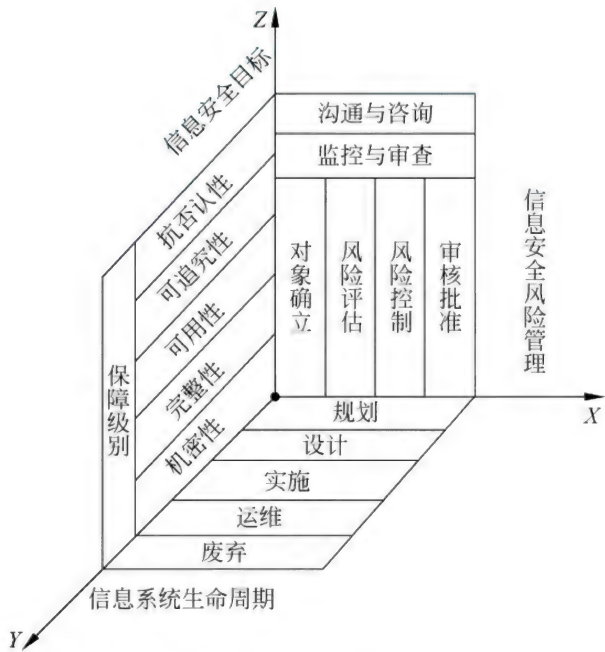 Z
信息安全目标
沟通与咨询
监控与审查
抗否认性
可追究性
可用性
完整性
机密性
保障级别
对象确立
风险评估
风险控制
审核批准
信息安全风险管理
X
规划
设计
实施
运维
废弃
信息系统生命周期
Y